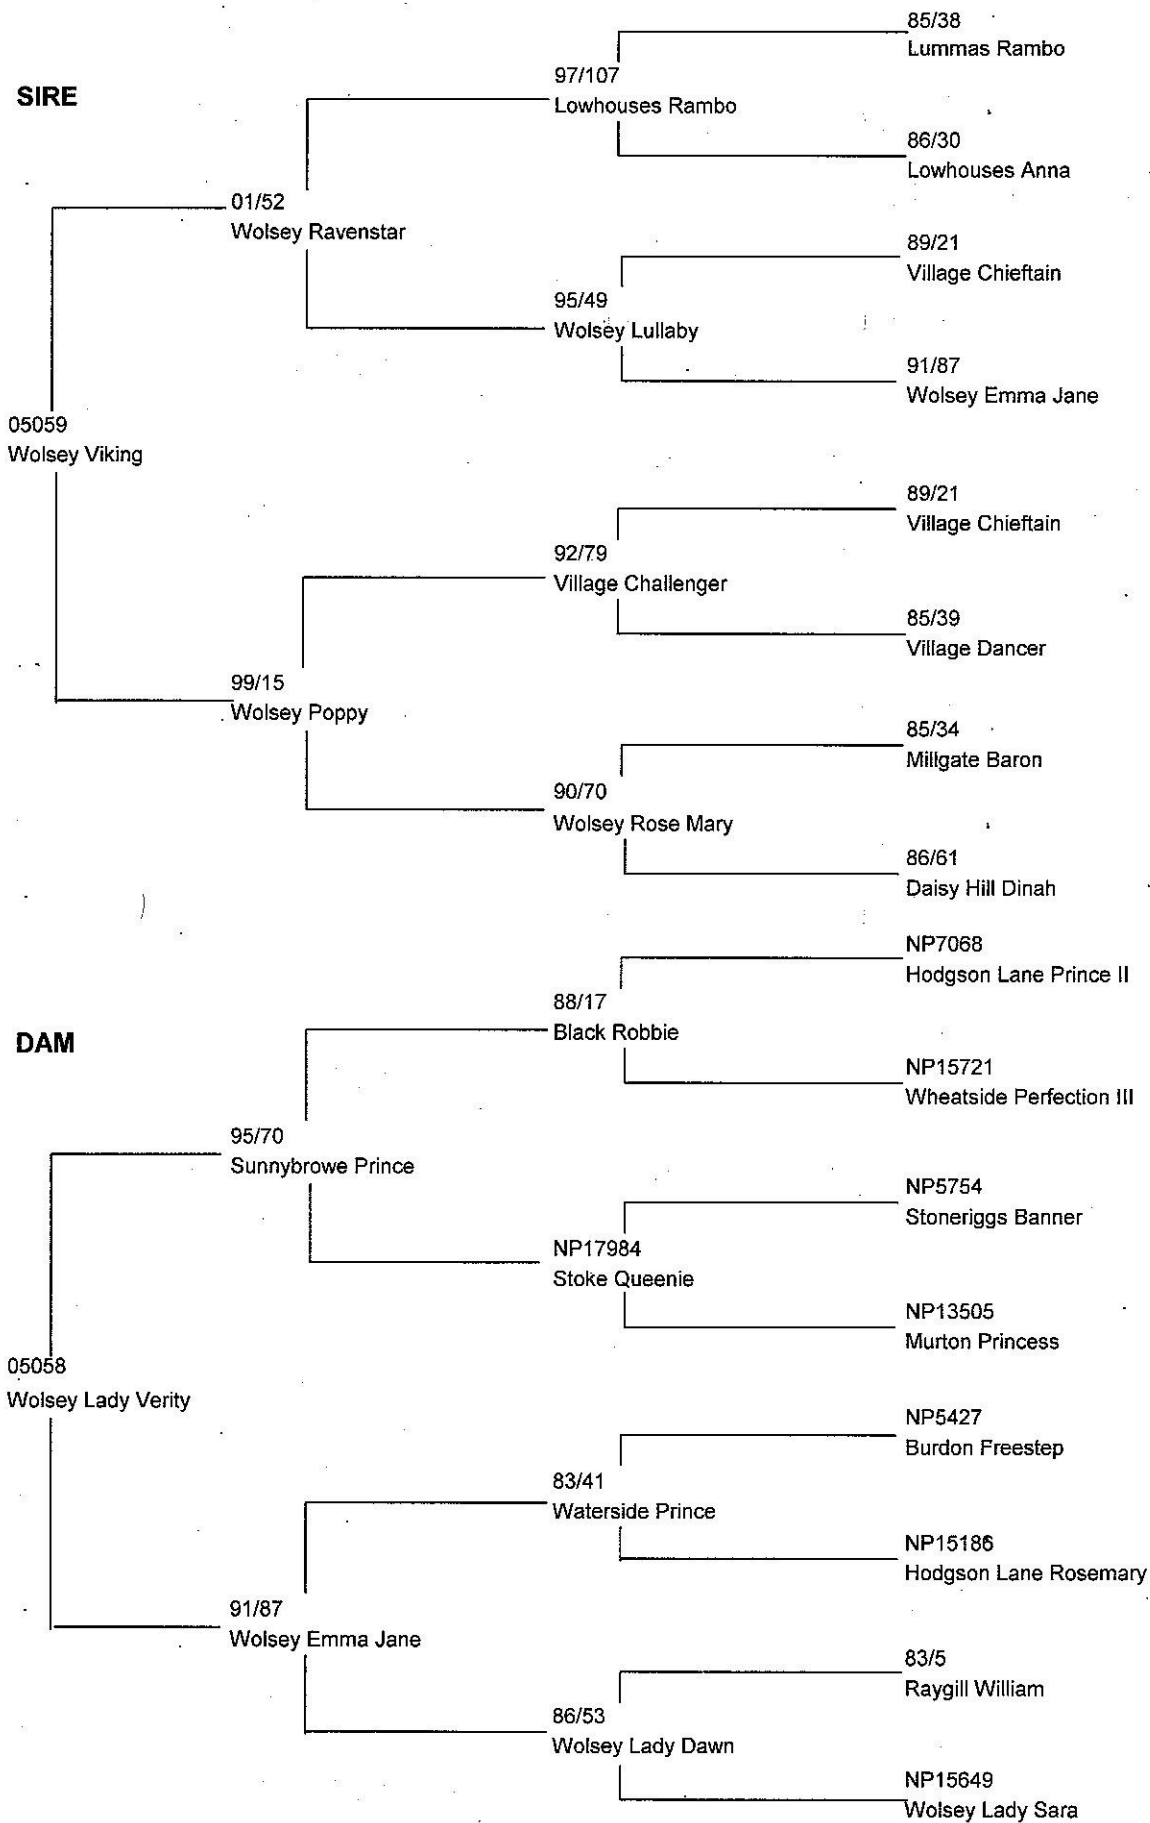 SIRE
05059
Wolsey Viking
01/52
Wolsey Ravenstar
97/107
Lowhouses Rambo
85/38
Lummas Rambo
86/30
Lowhouses Anna
95/49
Wolsey Lullaby
89/21
Village Chieftain
91/87
Wolsey Emma Jane
99/15
Wolsey Poppy
92/79
Village Challenger
89/21
Village Chieftain
85/39
Village Dancer
90/70
Wolsey Rose Mary
85/34
Millgate Baron
86/61
Daisy Hill Dinah
DAM
05058
Wolsey Lady Verity
95/70
Sunnybrowe Prince
88/17
Black Robbie
NP7068
Hodgson Lane Prince II
NP15721
Wheatside Perfection III
NP17984
Stoke Queenie
NP5754
Stoneriggs Banner
NP13505
Murton Princess
91/87
Wolsey Emma Jane
83/41
Waterside Prince
NP5427
Burdon Freestep
NP15186
Hodgson Lane Rosemary
86/53
Wolsey Lady Dawn
83/5
Raygill William
NP15649
Wolsey Lady Sara